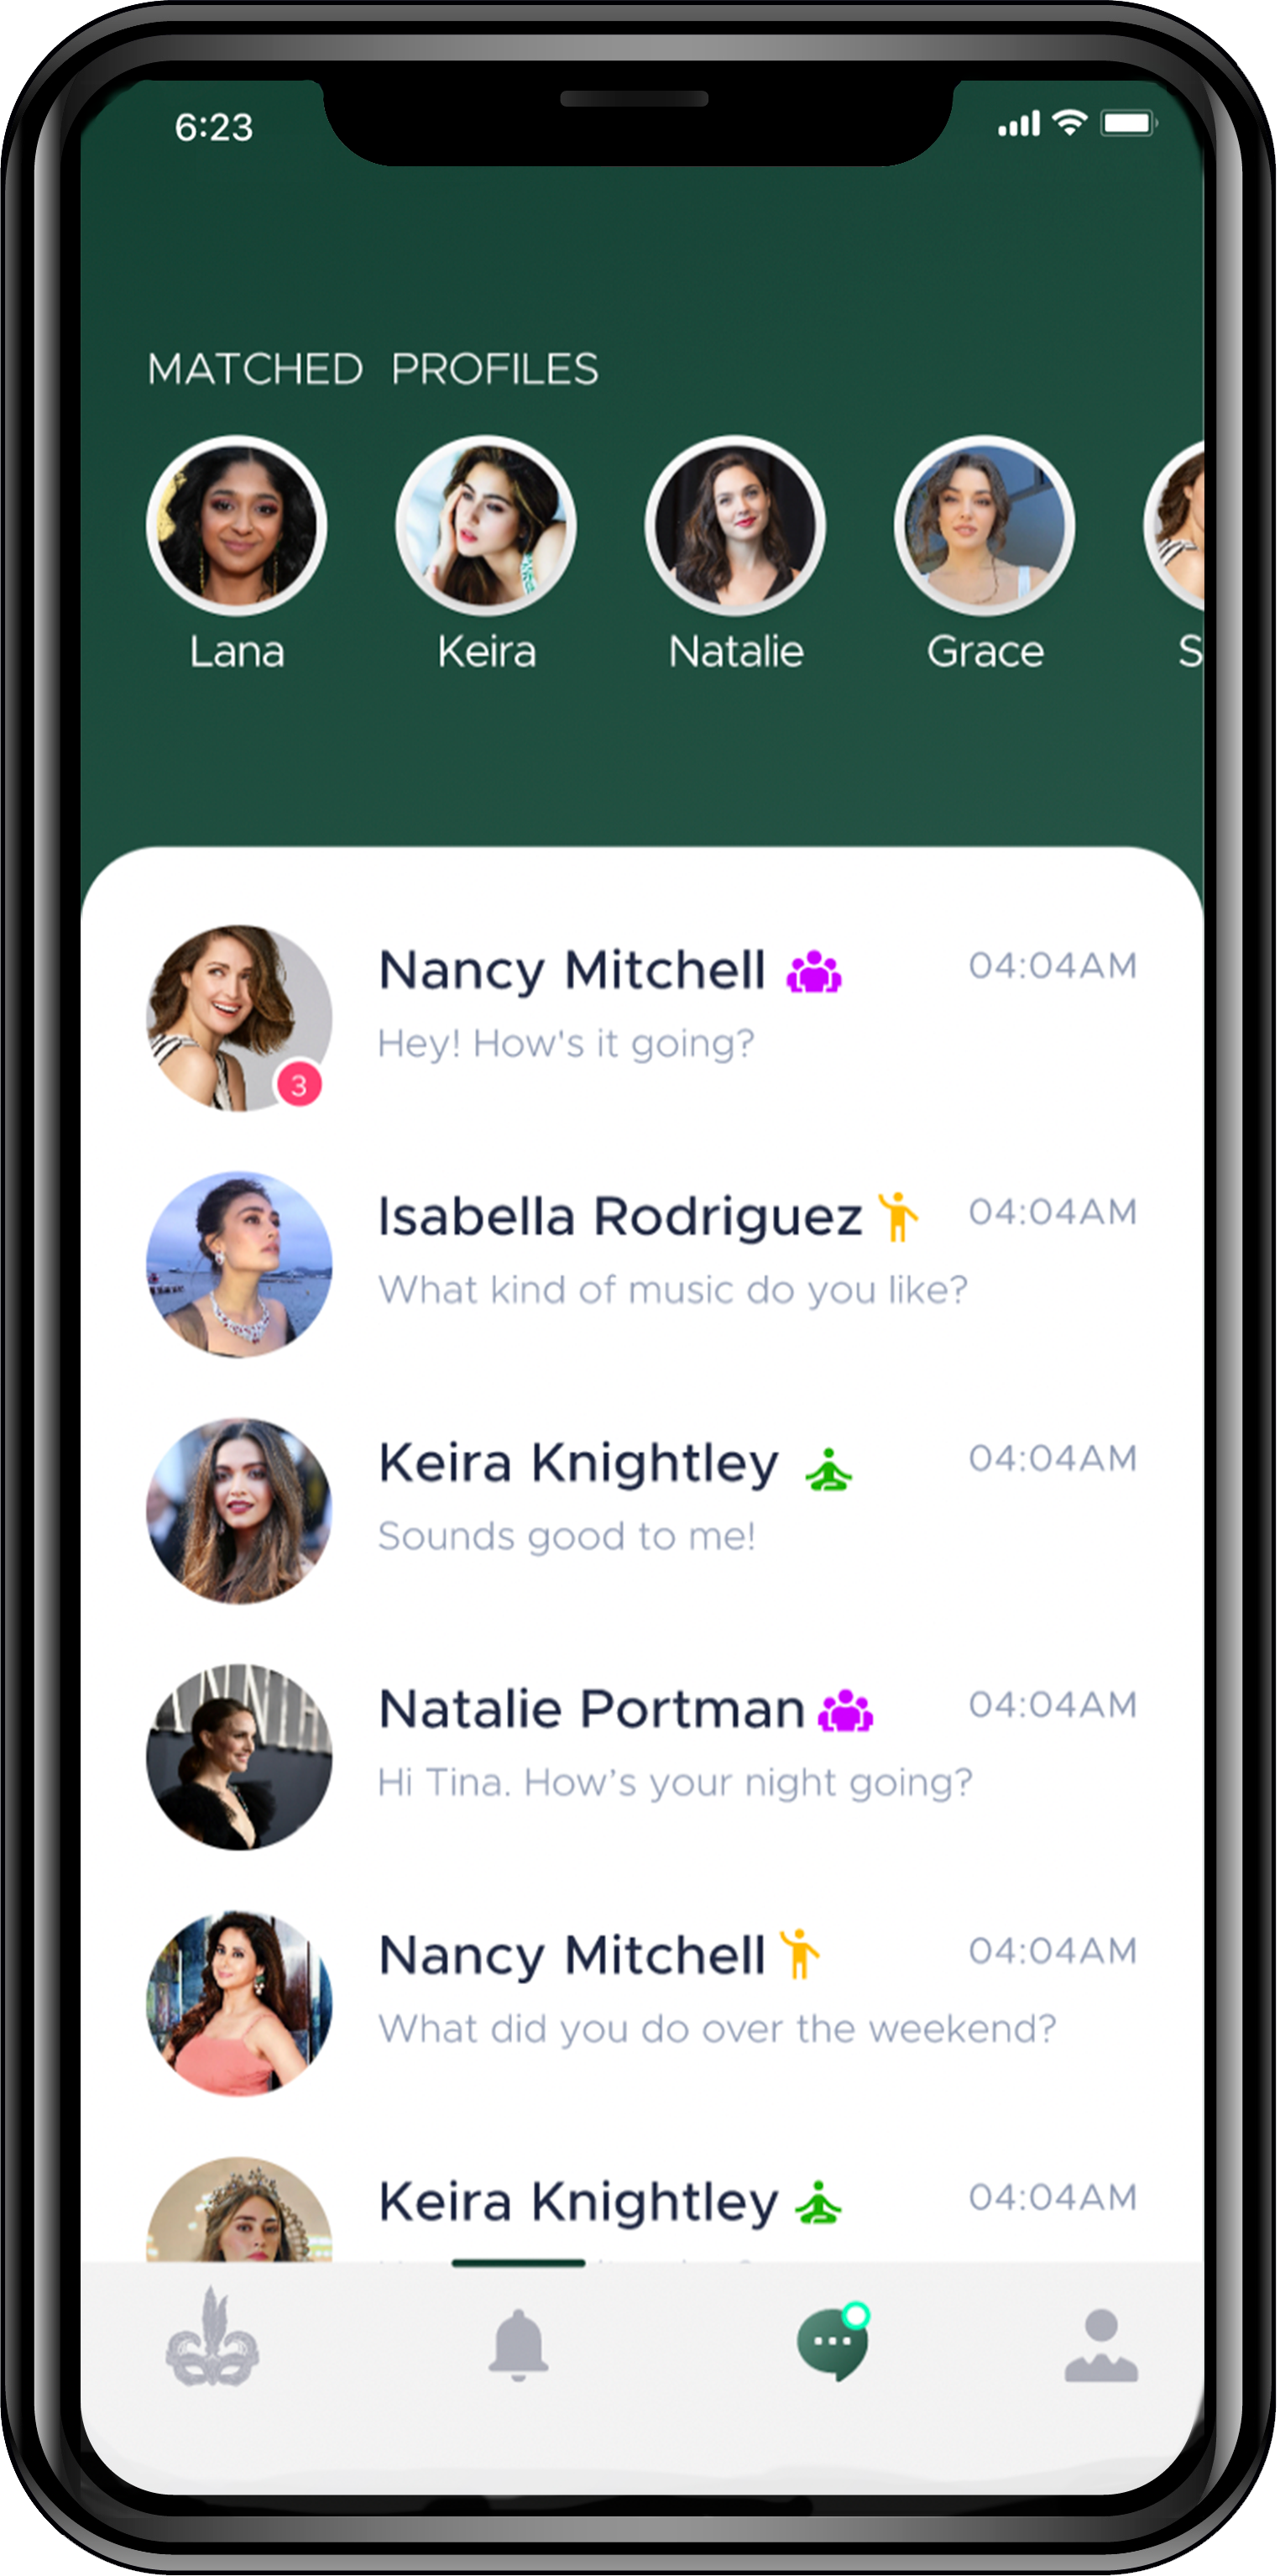 6:23
MATCHED PROFILES
Lana
Keira
Natalie
Grace
S
Nancy Mitchell
04:04AM
Hey! How's it going?
3
Isabella Rodriguez
04:04AM
What kind of music do you like?
Keira Knightley
04:04AM
Sounds good to me!
Natalie Portman
04:04AM
Hi Tina. How’s your night going?
Nancy Mitchell
04:04AM
What did you do over the weekend?
Keira Knightley
04:04AM